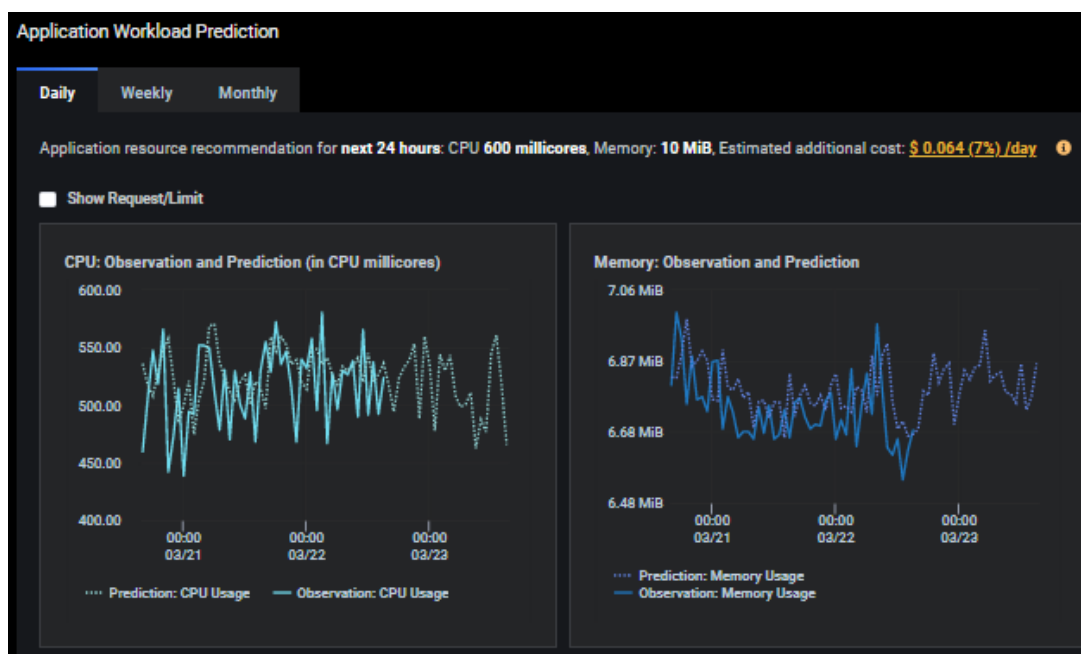 Application Workload Prediction
Daily Weekly Monthly
Application resource recommendation for next 24 hours: CPU 600 millicores, Memory: 10 MiB, Estimated additional cost: $ 0.064 (7%) /day
Show Request/Limit
CPU: Observation and Prediction (in CPU millicores)
600.00
550.00
500.00
450.00
400.00
00:00 00:00 00:00
03/21 03/22 03/23
Prediction: CPU Usage Observation: CPU Usage
Memory: Observation and Prediction
7.06 MiB
6.87 MiB
6.68 MiB
6.48 MiB
00:00 00:00 00:00
03/21 03/22 03/23
Prediction: Memory Usage
Observation: Memory Usage